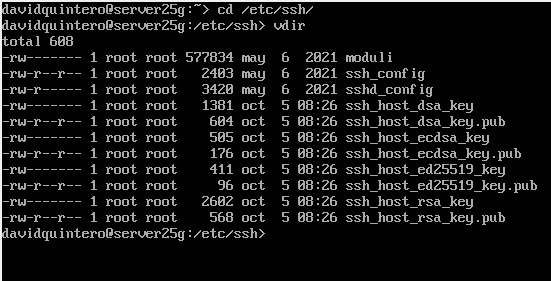 davidquintero@server25g:~> cd /etc/ssh/
davidquintero@server25g:/etc/ssh> vdir
total 608
-rw------- 1 root root 577834 may  6  2021 moduli
-rw-r--r-- 1 root root   2403 may  6  2021 ssh_config
-rw-r----- 1 root root   3420 may  6  2021 sshd_config
-rw------- 1 root root   1381 oct  5 08:26 ssh_host_dsa_key
-rw-r--r-- 1 root root    604 oct  5 08:26 ssh_host_dsa_key.pub
-rw------- 1 root root    505 oct  5 08:26 ssh_host_ecdsa_key
-rw-r--r-- 1 root root    176 oct  5 08:26 ssh_host_ecdsa_key.pub
-rw------- 1 root root    411 oct  5 08:26 ssh_host_ed25519_key
-rw-r--r-- 1 root root     96 oct  5 08:26 ssh_host_ed25519_key.pub
-rw------- 1 root root   2602 oct  5 08:26 ssh_host_rsa_key
-rw-r--r-- 1 root root    568 oct  5 08:26 ssh_host_rsa_key.pub
davidquintero@server25g:/etc/ssh>